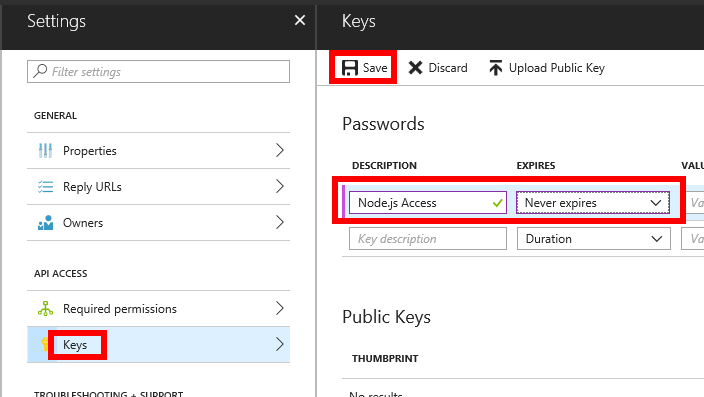 Settings
Filter settings
GENERAL
Properties
Reply URLs
Owners
API ACCESS
Required permissions
Keys
TROUBLESHOOTING + SUPPORT
Keys
Save Discard Upload Public Key
Passwords
DESCRIPTION EXPIRES VALU
Node.js Access Never expires Va
Key description Duration Va
Public Keys
THUMBPRINT
No results